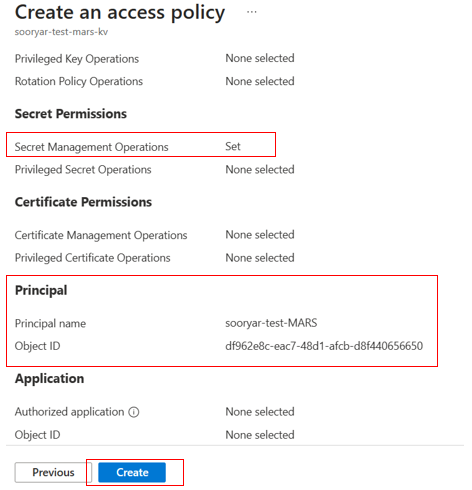 Create an access policy ...
sooryar-test-mars-kv
Privileged Key Operations None selected
Rotation Policy Operations None selected
Secret Permissions
Secret Management Operations Set
Privileged Secret Operations None selected
Certificate Permissions
Certificate Management Operations None selected
Privileged Certificate Operations None selected
Principal
Principal name sooryar-test-MARS
Object ID df962e8c-eac7-48d1-afcb-d8f440656650
Application
Authorized application None selected
Object ID None selected
Previous Create